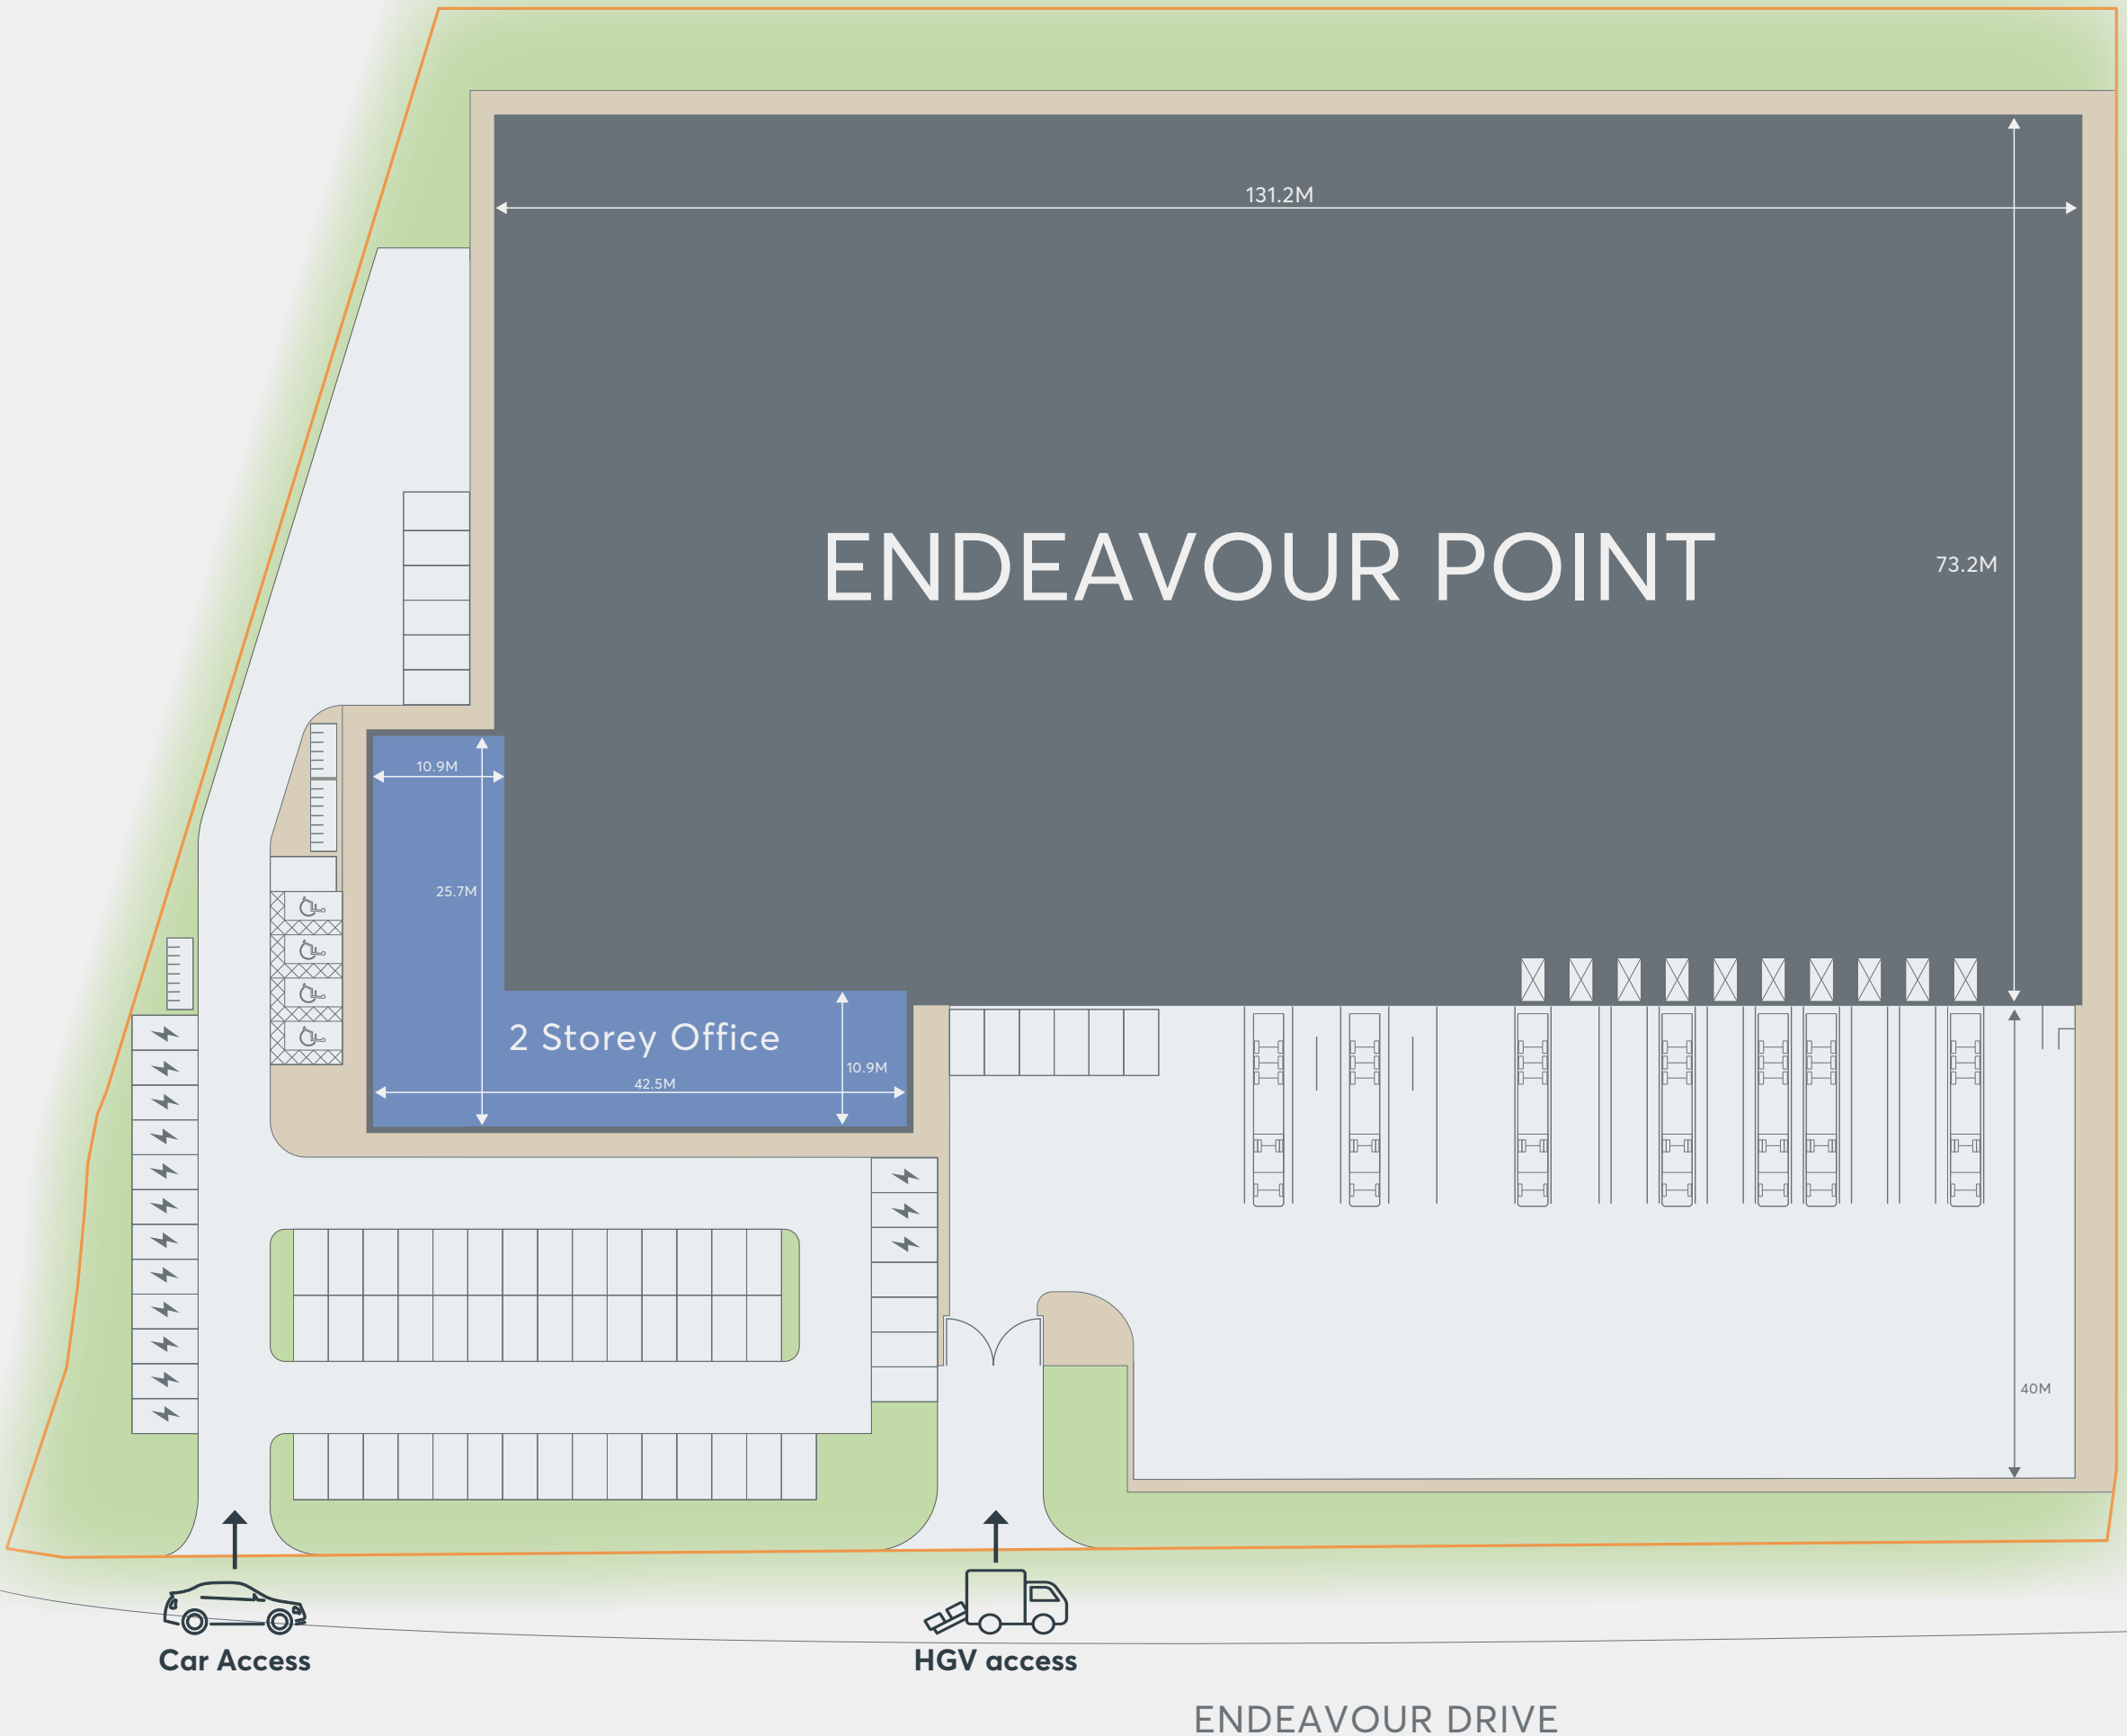 131.2M
ENDEAVOUR POINT
73.2M
10.9M
25.7M
2 Storey Office
10.9M
42.5M
40M
Car Access
HGV access
ENDEAVOUR DRIVE